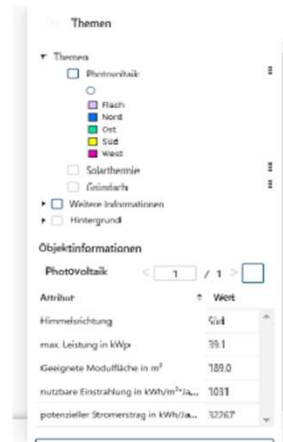 Themen
Themen
Photovoltaik
Flach
Nord
Ost
Süd
West
Solarthermie
Gründach
Weitere Informationen
Hintergrund
Objektinformationen
Photovoltaik < 1 / 1 >
Attribut Wert
Himmelsrichtung Süd
max. Leistung in kWp 39.1
Geeignete Modulfläche in m² 189.0
nutzbare Einstrahlung in kWh/m²*Ja... 1031
potenzieller Stromerstrag in kWh/Ja... 32267